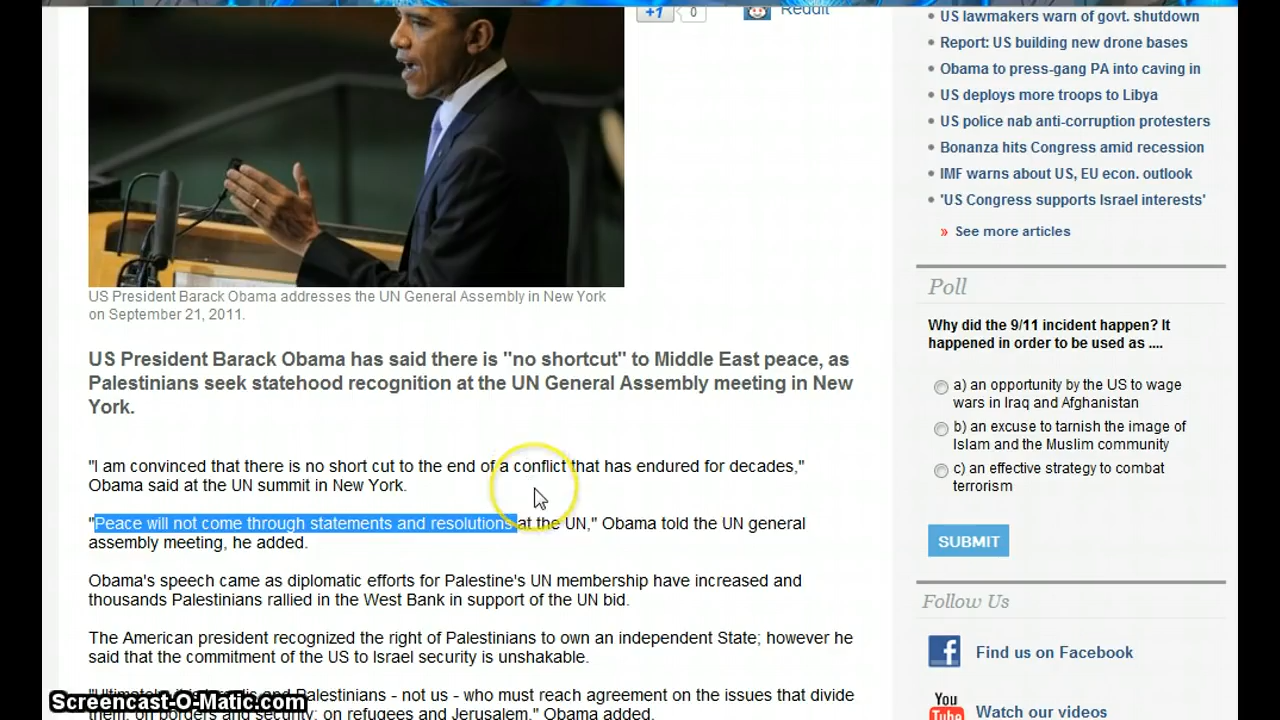 +1
0
Reddit
US President Barack Obama addresses the UN General Assembly in New York
on September 21, 2011.
US President Barack Obama has said there is "no shortcut" to Middle East peace, as
Palestinians seek statehood recognition at the UN General Assembly meeting in New
York.
"I am convinced that there is no short cut to the end of a conflict that has endured for decades,"
Obama said at the UN summit in New York.
"Peace will not come through statements and resolutions at the UN," Obama told the UN general
assembly meeting, he added.
Obama's speech came as diplomatic efforts for Palestine's UN membership have increased and
thousands Palestinians rallied in the West Bank in support of the UN bid.
The American president recognized the right of Palestinians to own an independent State; however he
said that the commitment of the US to Israel security is unshakable.
"Ultimately it is Israelis and Palestinians - not us - who must reach agreement on the issues that divide
them: on borders and security; on refugees and Jerusalem," Obama added.
Screencast-O-Matic.com
US lawmakers warn of govt. shutdown
Report: US building new drone bases
Obama to press-gang PA into caving in
US deploys more troops to Libya
US police nab anti-corruption protesters
Bonanza hits Congress amid recession
IMF warns about US, EU econ. outlook
'US Congress supports Israel interests'
» See more articles
Poll
Why did the 9/11 incident happen? It
happened in order to be used as ....
a) an opportunity by the US to wage
wars in Iraq and Afghanistan
b) an excuse to tarnish the image of
Islam and the Muslim community
c) an effective strategy to combat
terrorism
SUBMIT
Follow Us
f
Find us on Facebook
You
Tube
Watch our videos